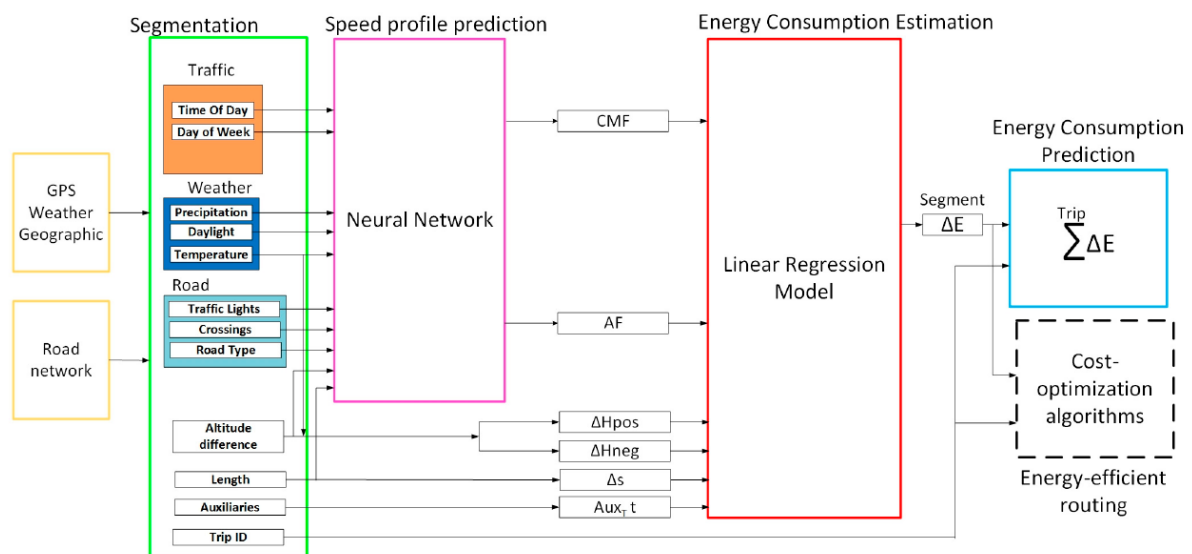 Segmentation
Speed profile prediction
Energy Consumption Estimation
Traffic
Time Of Day
Day of Week
CMF
Energy Consumption
Prediction
GPS
Weather
Geographic
Weather
Precipitation
Daylight
Temperature
Neural Network
Segment
ΔE
Trip
∑ΔE
Linear Regression
Model
Road
Traffic Lights
Crossings
Road Type
AF
Road
network
Cost-
optimization
algorithms
Altitude
difference
ΔHpos
ΔHneg
Length
Δs
Energy-efficient
routing
Auxiliaries
Aux_T t
Trip ID